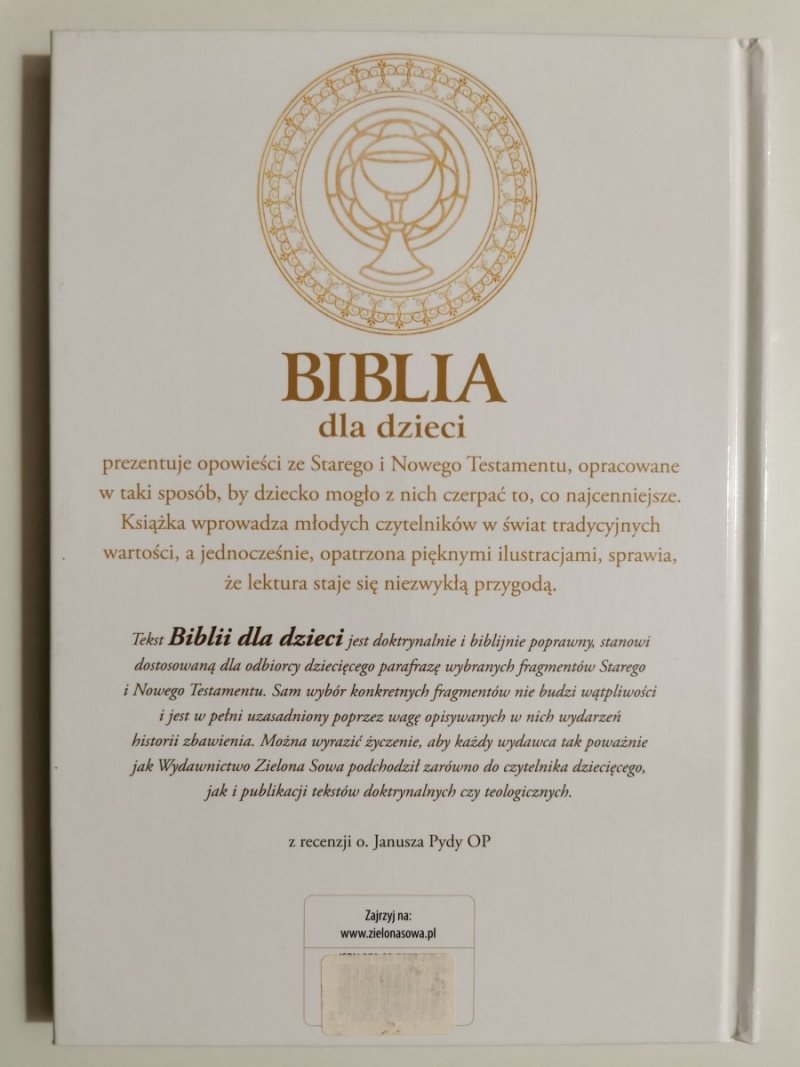 BIBLIA
dla dzieci
prezentuje opowieści ze Starego i Nowego Testamentu, opracowane
w taki sposób, by dziecko mogło z nich czerpać to, co najcenniejsze.
Książka wprowadza młodych czytelników w świat tradycyjnych
wartości, a jednocześnie, opatrzona pięknymi ilustracjami, sprawia,
że lektura staje się niezwykłą przygodą.
Tekst Biblii dla dzieci jest doktrynalnie i biblijnie poprawny, stanowi
dostosowaną dla odbiorcy dziecięcego parafrazę wybranych fragmentów Starego
i Nowego Testamentu. Sam wybór konkretnych fragmentów nie budzi wątpliwości
i jest w pełni uzasadniony poprzez wagę opisywanych w nich wydarzeń
historii zbawienia. Można wyrazić życzenie, aby każdy wydawca tak poważnie
jak Wydawnictwo Zielona Sowa podchodził zarówno do czytelnika dziecięcego,
jak i publikacji tekstów doktrynalnych czy teologicznych.
z recenzji o. Janusza Pydy OP
Zajrzyj na:
www.zielonasowa.pl